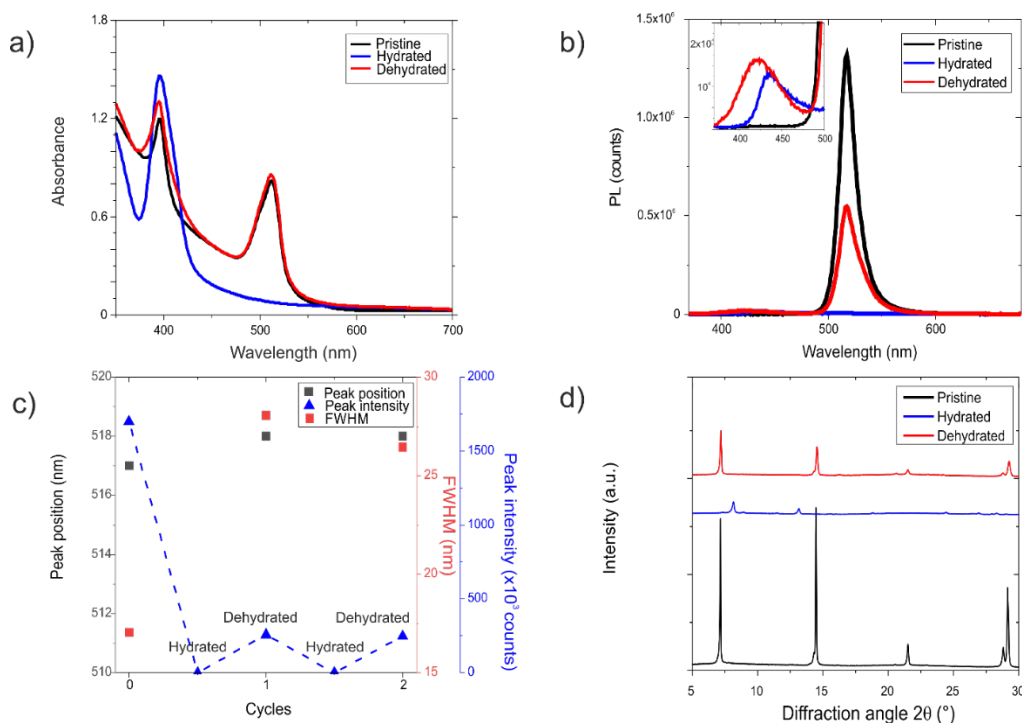 a)
1.8
1.2
0.6
0
400
500
600
700
Absorbance
Wavelength (nm)
Pristine
Hydrated
Dehydrated
b)
1.5x10⁶
1.0x10⁶
0.5x10⁶
0
500
600
PL (counts)
Wavelength (nm)
Pristine
Hydrated
Dehydrated
400
450
500
c)
520
518
516
514
512
510
Peak position (nm)
0
1
2
Cycles
Peak position
Peak intensity
FWHM
Hydrated
Dehydrated
Hydrated
Dehydrated
30
25
20
15
FWHM (nm)
2000
1500
1000
500
0
Peak intensity (x10³ counts)
d)
Intensity (a.u.)
Pristine
Hydrated
Dehydrated
5
10
15
20
25
30
Diffraction angle 2θ (°)